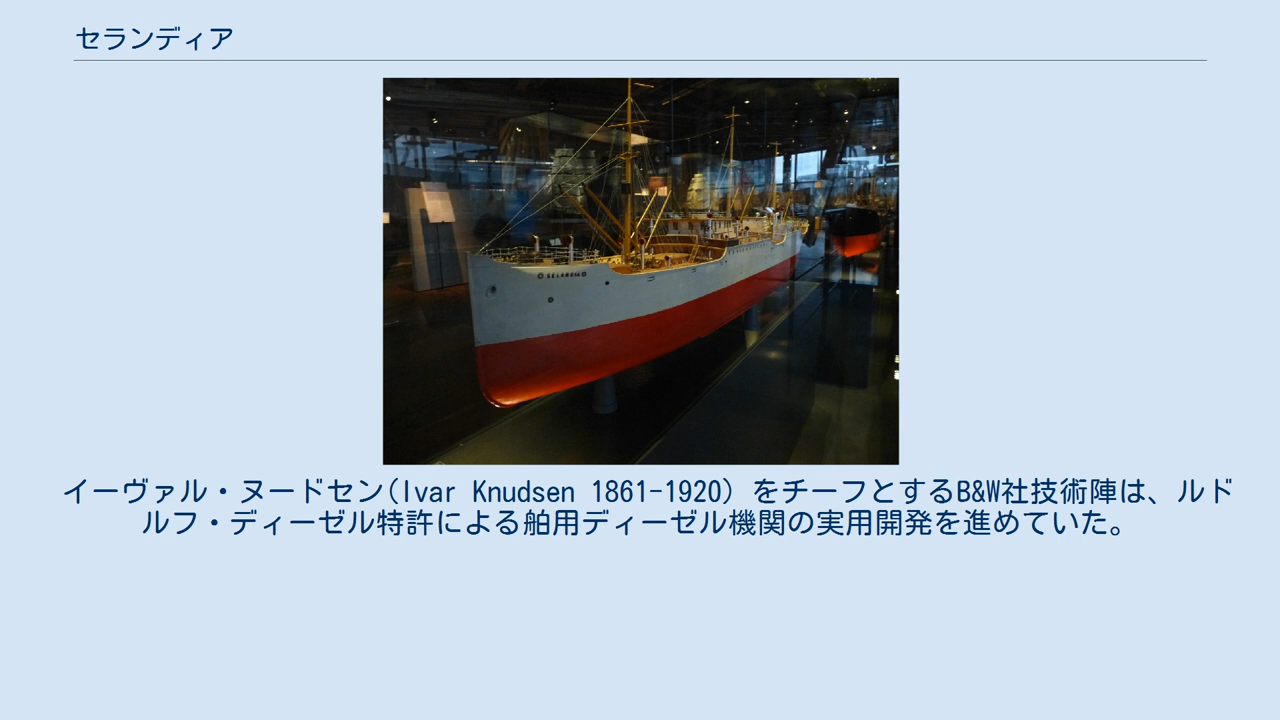 セランディア
SELANDIA
イーヴァル・ヌードセン(Ivar Knudsen 1861-1920) をチーフとするB&W社技術陣は、ルド
ルフ・ディーゼル特許による舶用ディーゼル機関の実用開発を進めていた。